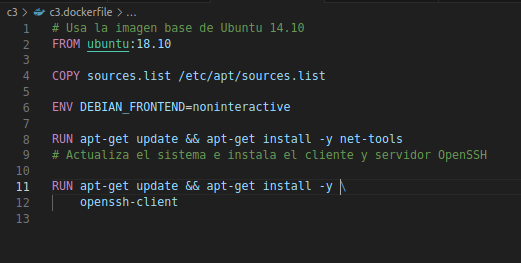 c3 > c3.dockerfile > ...
1 # Usa la imagen base de Ubuntu 14.10
2 FROM ubuntu:18.10
3
4 COPY sources.list /etc/apt/sources.list
5
6 ENV DEBIAN_FRONTEND=noninteractive
7
8 RUN apt-get update && apt-get install -y net-tools
9 # Actualiza el sistema e instala el cliente y servidor OpenSSH
10
11 RUN apt-get update && apt-get install -y \
12 openssh-client
13